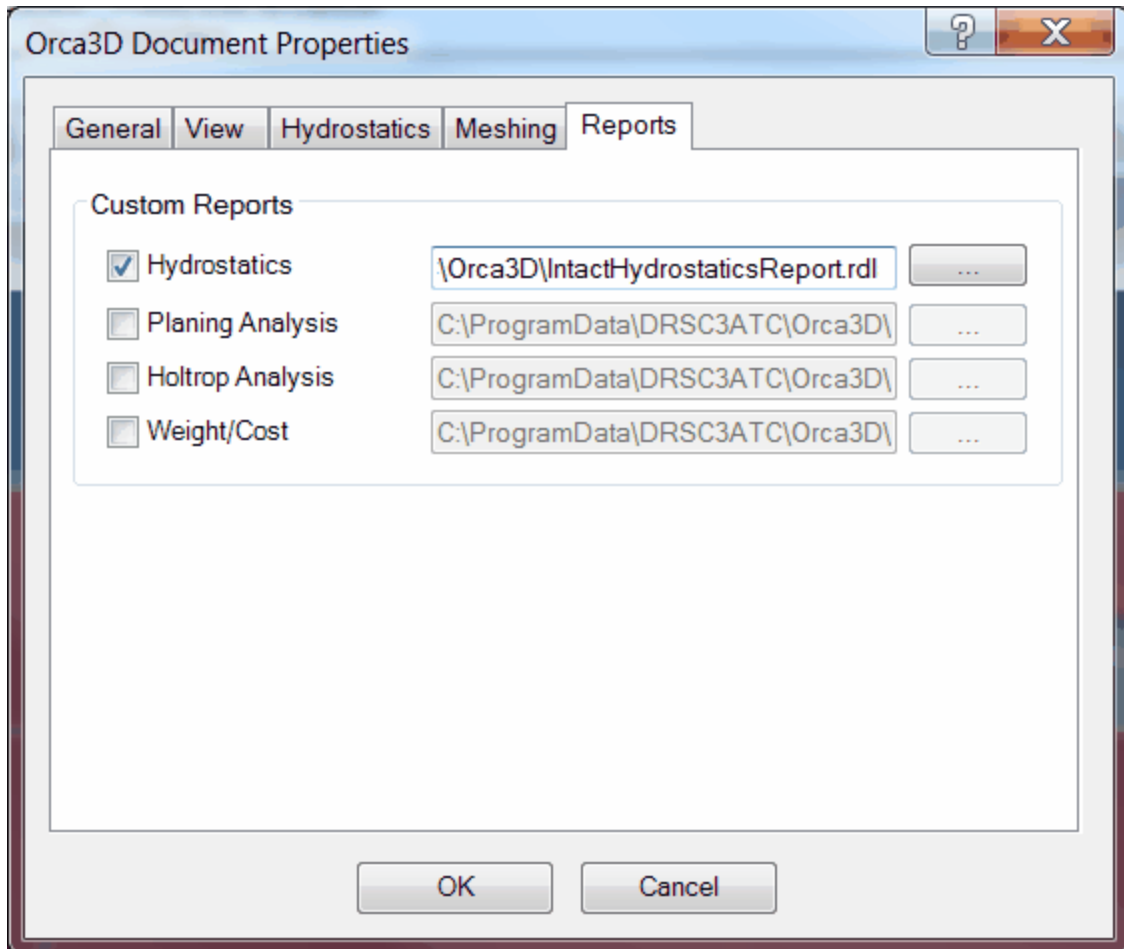 Orca3D Document Properties
General View Hydrostatics Meshing Reports
Custom Reports
Hydrostatics \Orca3D\IntactHydrostaticsReport.rdl ...
Planing Analysis C:\ProgramData\DRSC3ATC\Orca3D\ ...
Holtrop Analysis C:\ProgramData\DRSC3ATC\Orca3D\ ...
Weight/Cost C:\ProgramData\DRSC3ATC\Orca3D\ ...
OK Cancel